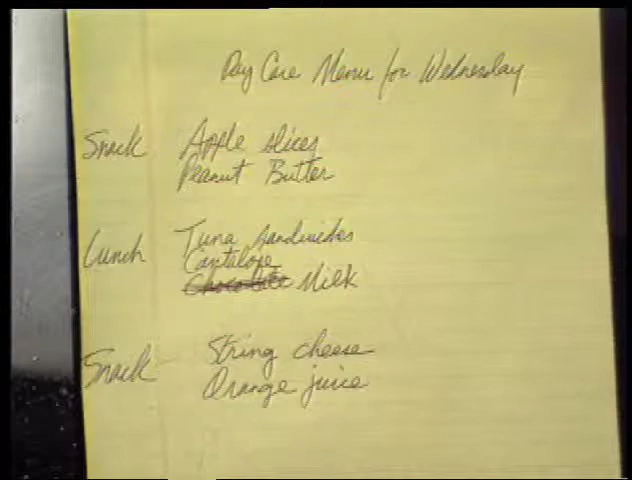 Day Care Menu for Wednesday
Snack Apple slices
Peanut Butter
Lunch Tuna sandwiches
Cantalope
Chocolate Milk
Snack String cheese
Orange juice